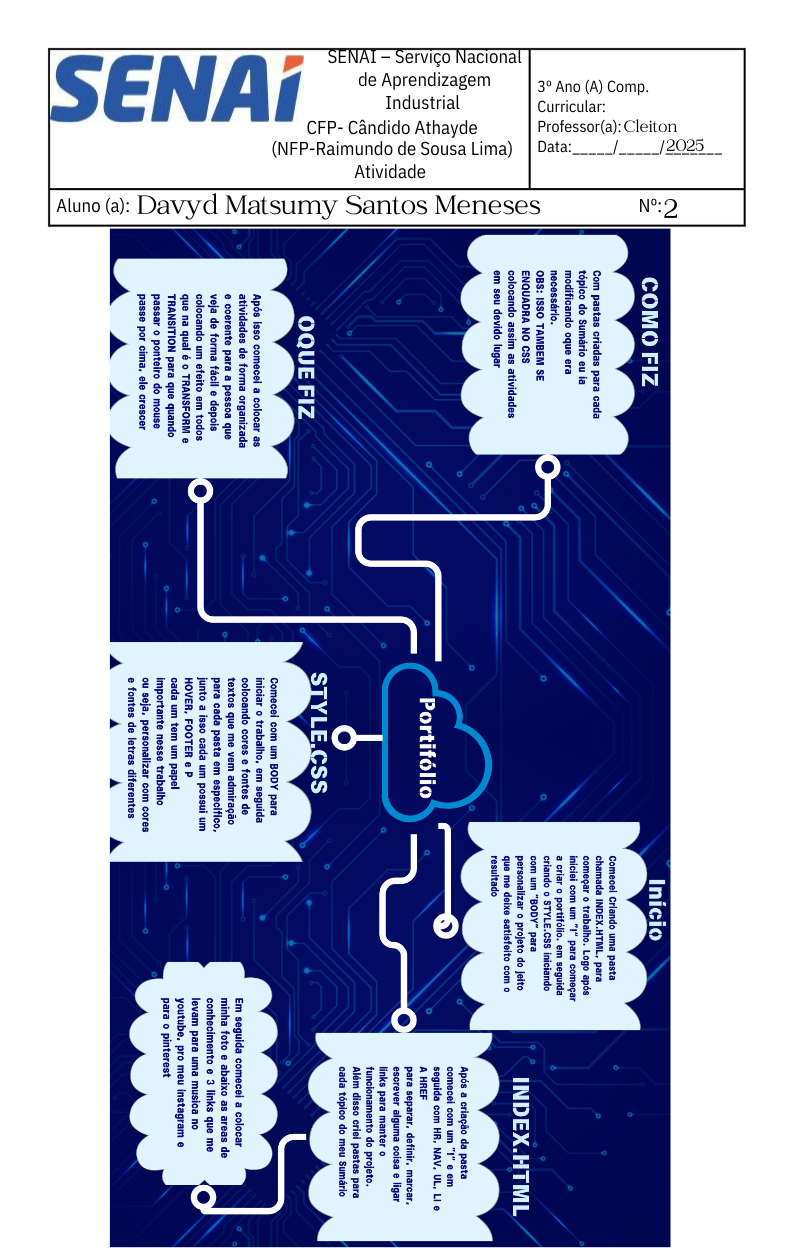 SENAI
SENAI – Serviço Nacional
de Aprendizagem
Industrial
CFP- Cândido Athayde
(NFP-Raimundo de Sousa Lima)
Atividade
3º Ano (A) Comp.
Curricular:
Professor(a): Cleiton
Data:_____/_____/2025
Aluno (a): Davyd Matsumy Santos Meneses
Nº: 2
COMO FIZ
Com pastas criadas para cada
tópico do Sumário eu ia
modificando oque era
necessário.
OBS: ISSO TAMBEM SE
ENQUADRA NO CSS
colocando assim as atividades
em seu devido lugar
OQUE FIZ
Após isso comecei a colocar as
atividades de forma organizada
e coerente para a pessoa que
veja de forma fácil e depois
colocando um efeito em todos
que na qual é o TRANSFORM e
TRANSITION para que quando
passar o ponteiro do mouse
passe por cima, ele crescer
Portifólio
STYLE.CSS
Comecei com um BODY para
iniciar o trabalho, em seguida
colocando cores e fontes de
textos que me vem admiração
para cada pasta em especifico,
junto a isso cada um possui um
HOVER, FOOTER e P
cada um tem um papel
importante nesse trabalho
ou seja, personalizar com cores
e fontes de letras diferentes
Início
Comecei Criando uma pasta
chamada INDEX.HTML, para
começar o trabalho. Logo após
iniciei com um "!" para começar
a criar o portifólio. em seguida
criando o STYLE.CSS iniciando
com um "BODY" para
personalizar o projeto do jeito
que me deixe satisfeito com o
resultado
INDEX.HTML
Após a criação da pasta
comecei com um "!" e em
seguida com HR, NAV, UL, LI e
A HREF
para separar, definir, marcar,
escrever alguma coisa e ligar
links para manter o
funcionamento do projeto.
Além disso criei pastas para
cada tópico do meu Sumário
Em seguida comecei a colocar
minha foto e abaixo as areas de
conhecimento e 3 links que me
levam para uma musica no
youtube, pro meu instagram e
para o pinterest